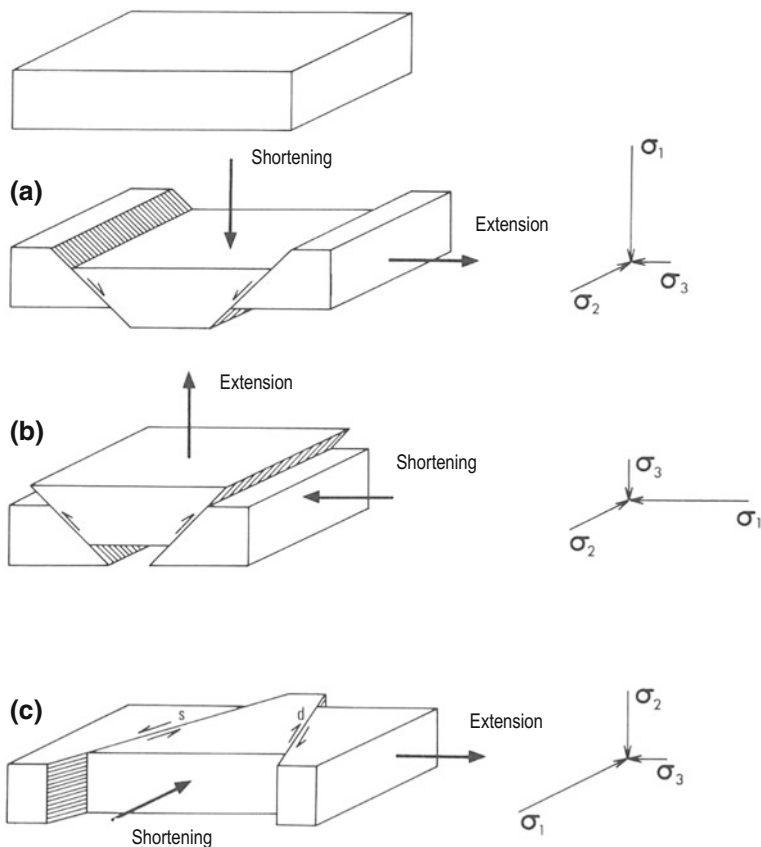 Shortening
σ1
(a)
Extension
σ2
σ3
Extension
(b)
Shortening
σ3
σ2
σ1
(c)
s
d
Extension
σ2
σ3
σ1
Shortening